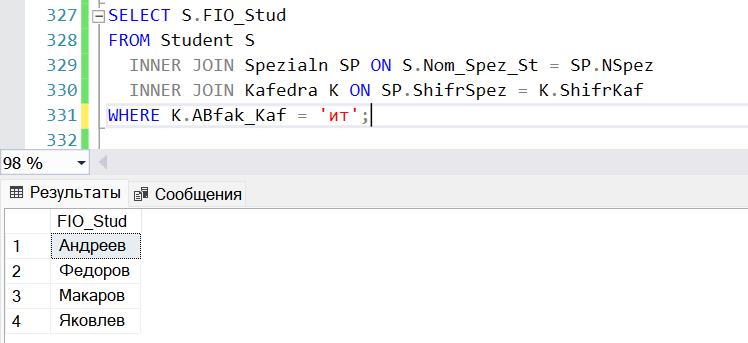 327 SELECT S.FIO_Stud
328 FROM Student S
329 INNER JOIN Spezialn SP ON S.Nom_Spez_St = SP.NSpez
330 INNER JOIN Kafedra K ON SP.ShifrSpez = K.ShifrKaf
331 WHERE K.ABfak_Kaf = 'ит';
332
98 %
Результаты Сообщения
FIO_Stud
1 Андреев
2 Федоров
3 Макаров
4 Яковлев